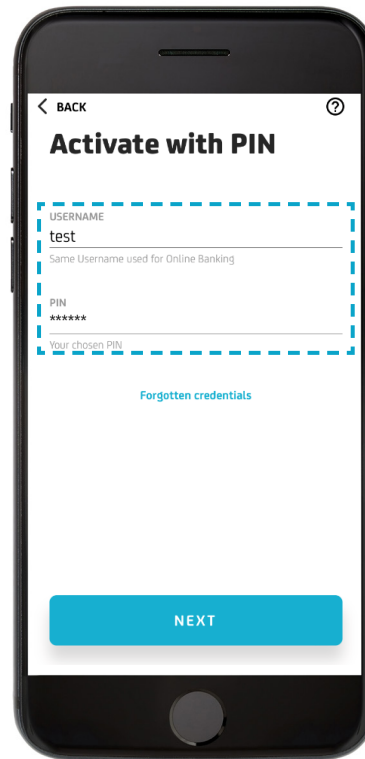 BACK
Activate with PIN
USERNAME
test
Same Username used for Online Banking
PIN
******
Your chosen PIN
Forgotten credentials
NEXT